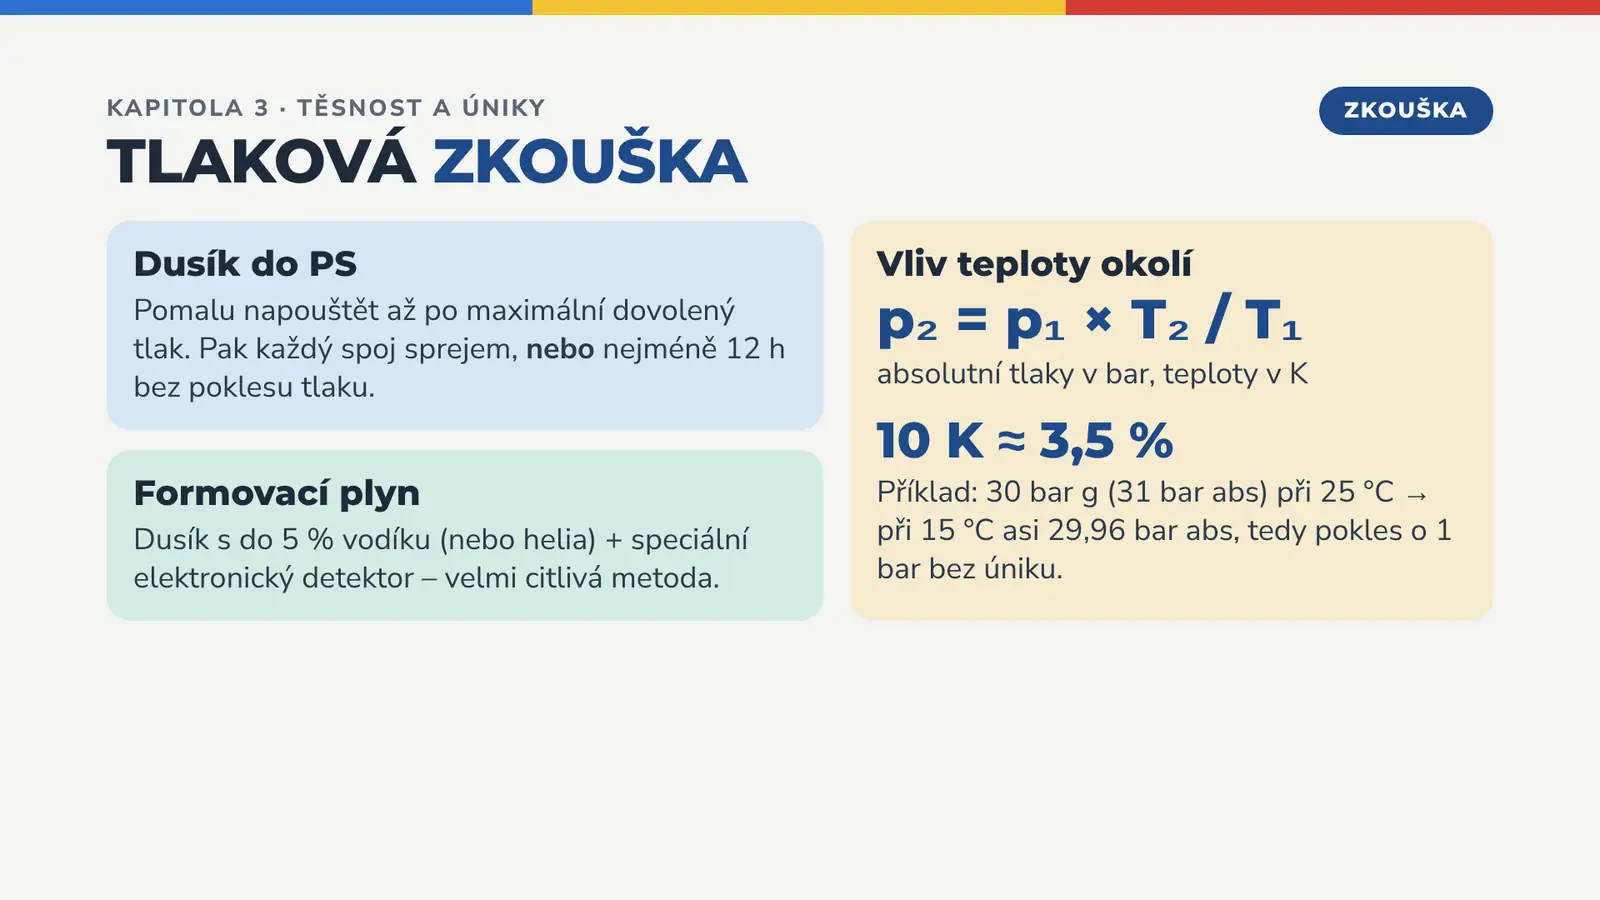 KAPITOLA 3 · TĚSNOST A ÚNIKY
TLAKOVÁ ZKOUŠKA
ZKOUŠKA
Dusík do PS
Pomalu napouštět až po maximální dovolený
tlak. Pak každý spoj sprejem, nebo nejméně 12 h
bez poklesu tlaku.
Formovací plyn
Dusík s do 5 % vodíku (nebo helia) + speciální
elektronický detektor – velmi citlivá metoda.
Vliv teploty okolí
p₂ = p₁ × T₂ / T₁
absolutní tlaky v bar, teploty v K
10 K ≈ 3,5 %
Příklad: 30 bar g (31 bar abs) při 25 °C →
při 15 °C asi 29,96 bar abs, tedy pokles o 1
bar bez úniku.